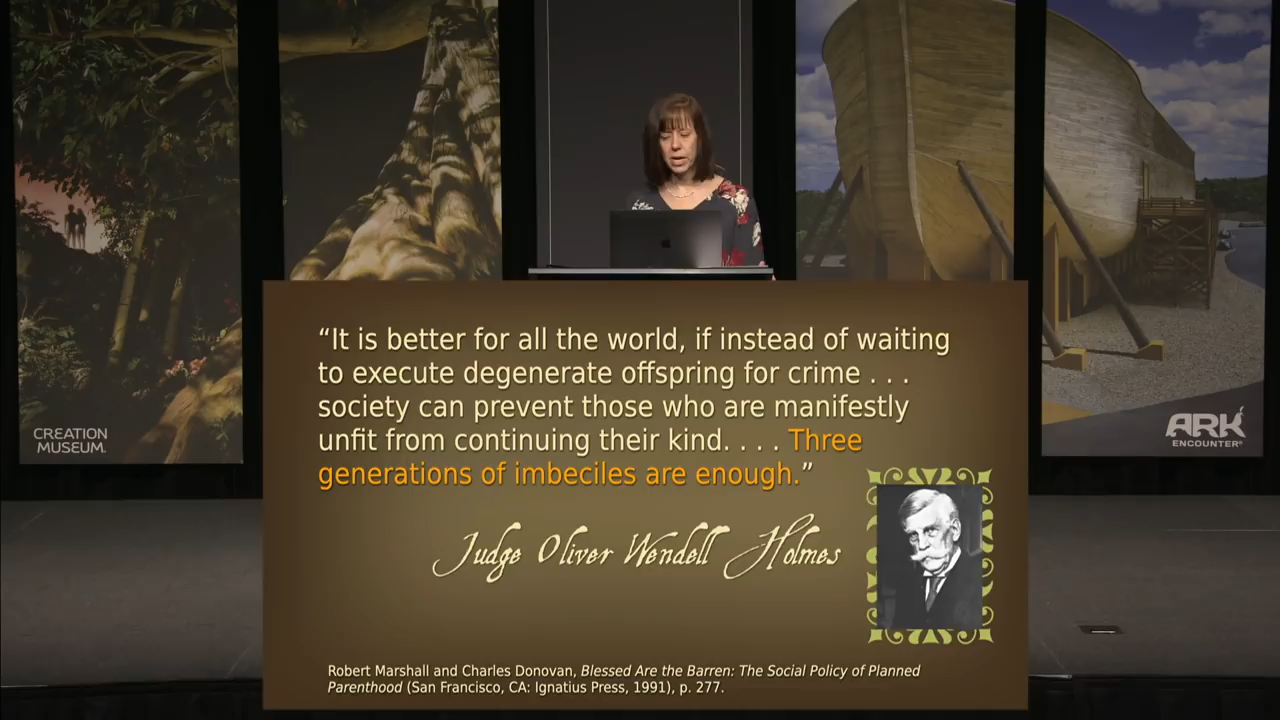 CREATION
MUSEUM.
ARK
ENCOUNTER®
“It is better for all the world, if instead of waiting
to execute degenerate offspring for crime . . .
society can prevent those who are manifestly
unfit from continuing their kind. . . . Three
generations of imbeciles are enough.”
Judge Oliver Wendell Holmes
Robert Marshall and Charles Donovan, Blessed Are the Barren: The Social Policy of Planned
Parenthood (San Francisco, CA: Ignatius Press, 1991), p. 277.